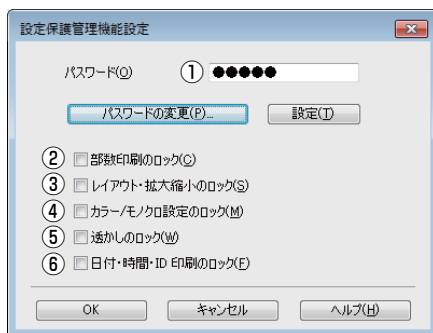 設定保護管理機能設定
パスワード(O) ① ●●●●●
パスワードの変更(P)... 設定(T)
② 部数印刷のロック(C)
③ レイアウト・拡大縮小のロック(S)
④ カラー/モノクロ設定のロック(M)
⑤ 透かしのロック(W)
⑥ 日付・時間・ID 印刷のロック(F)
OK キャンセル ヘルプ(H)